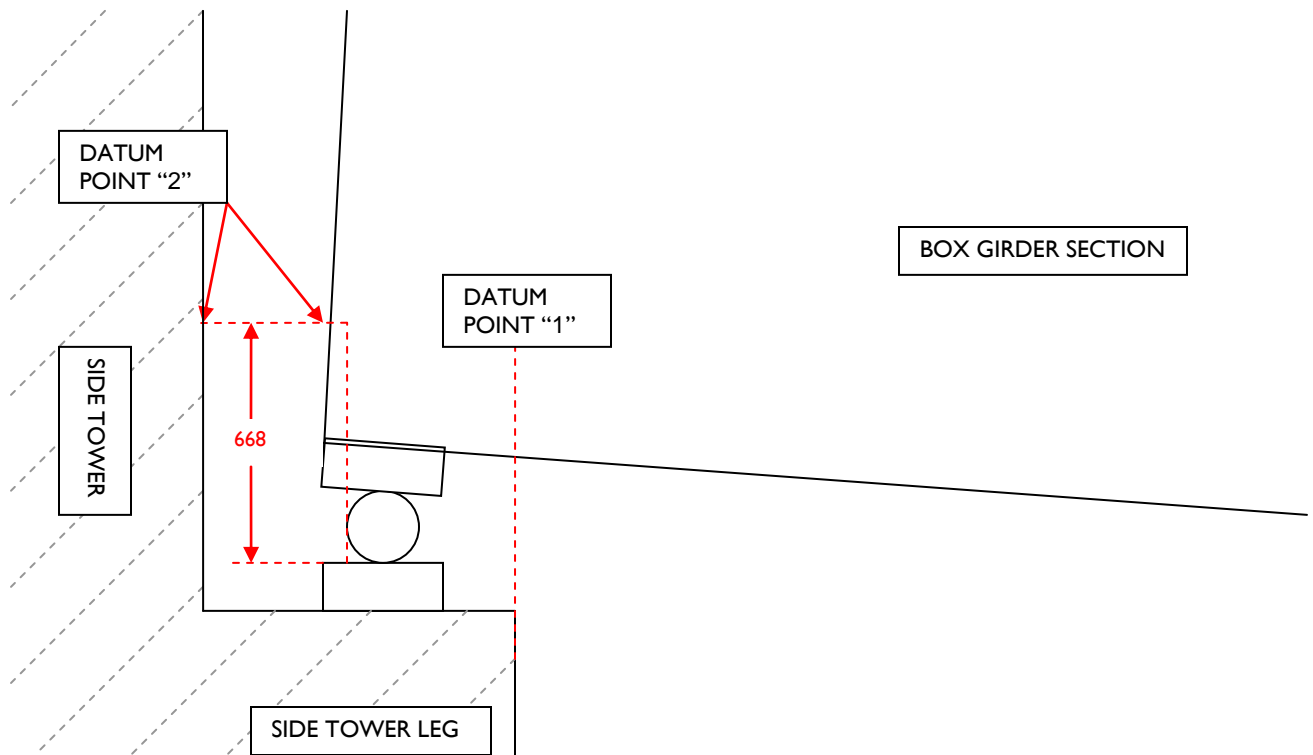 DATUM
POINT “2”
BOX GIRDER SECTION
DATUM
POINT “1”
SIDE TOWER
668
SIDE TOWER LEG